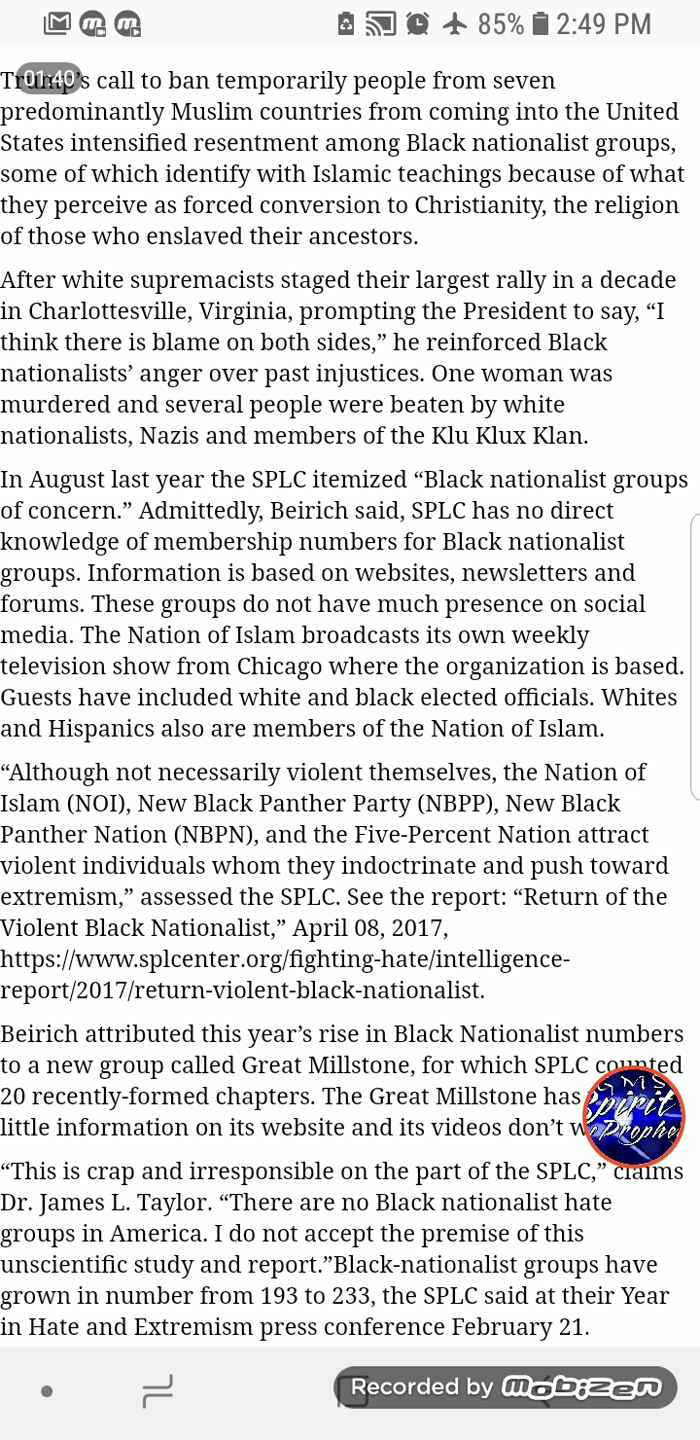 85% 2:49 PM
01:40
Trump's call to ban temporarily people from seven
predominantly Muslim countries from coming into the United
States intensified resentment among Black nationalist groups,
some of which identify with Islamic teachings because of what
they perceive as forced conversion to Christianity, the religion
of those who enslaved their ancestors.
After white supremacists staged their largest rally in a decade
in Charlottesville, Virginia, prompting the President to say, “I
think there is blame on both sides,” he reinforced Black
nationalists’ anger over past injustices. One woman was
murdered and several people were beaten by white
nationalists, Nazis and members of the Klu Klux Klan.
In August last year the SPLC itemized “Black nationalist groups
of concern.” Admittedly, Beirich said, SPLC has no direct
knowledge of membership numbers for Black nationalist
groups. Information is based on websites, newsletters and
forums. These groups do not have much presence on social
media. The Nation of Islam broadcasts its own weekly
television show from Chicago where the organization is based.
Guests have included white and black elected officials. Whites
and Hispanics also are members of the Nation of Islam.
“Although not necessarily violent themselves, the Nation of
Islam (NOI), New Black Panther Party (NBPP), New Black
Panther Nation (NBPN), and the Five-Percent Nation attract
violent individuals whom they indoctrinate and push toward
extremism,” assessed the SPLC. See the report: “Return of the
Violent Black Nationalist,” April 08, 2017,
https://www.splcenter.org/fighting-hate/intelligence-
report/2017/return-violent-black-nationalist.
Beirich attributed this year’s rise in Black Nationalist numbers
to a new group called Great Millstone, for which SPLC counted
20 recently-formed chapters. The Great Millstone has
little information on its website and its videos don’t
Spirit
“This is crap and irresponsible on the part of the SPLC,” claims
Dr. James L. Taylor. “There are no Black nationalist hate
groups in America. I do not accept the premise of this
unscientific study and report.”Black-nationalist groups have
grown in number from 193 to 233, the SPLC said at their Year
in Hate and Extremism press conference February 21.
Recorded by mobizen